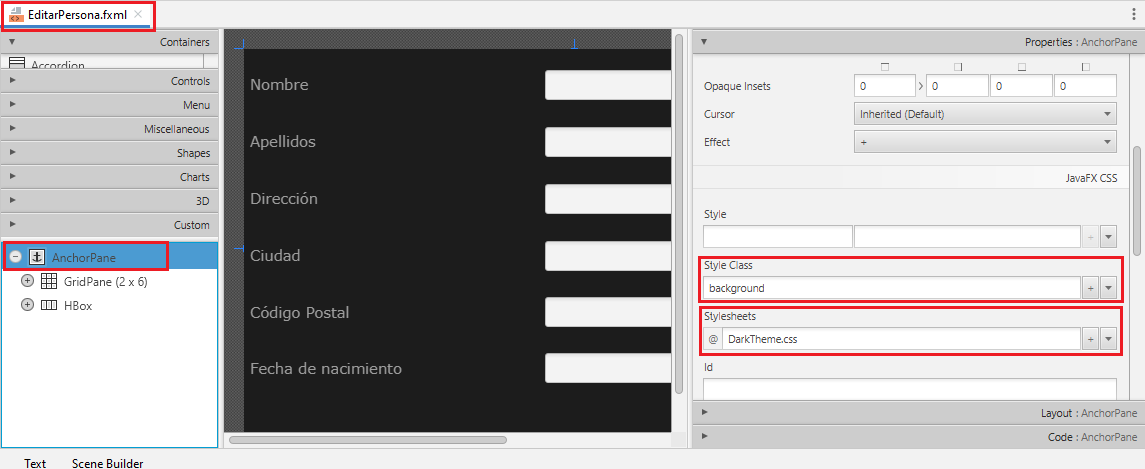 EditarPersona.fxml
Containers
Accordion
Controls
Menu
Miscellaneous
Shapes
Charts
3D
Custom
AnchorPane
GridPane (2 x 6)
HBox
Nombre
Apellidos
Dirección
Ciudad
Código Postal
Fecha de nacimiento
Properties : AnchorPane
Opaque Insets 0 0 0 0
Cursor Inherited (Default)
Effect +
JavaFX CSS
Style
+
Style Class
background +
Stylesheets
@ DarkTheme.css +
Id
Layout : AnchorPane
Code : AnchorPane
Text Scene Builder